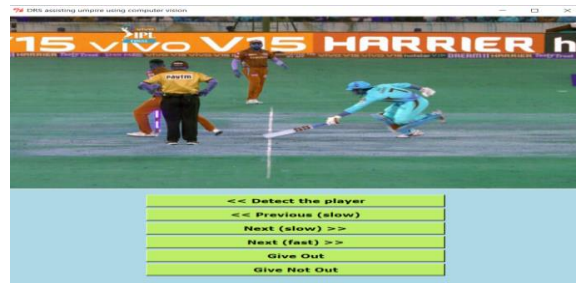 DRS assisting umpire using computer vision
IPL
15 vivo V15 HARRIER h
PAYTM
<< Detect the player
<< Previous (slow)
Next (slow) >>
Next (fast) >>
Give Out
Give Not Out